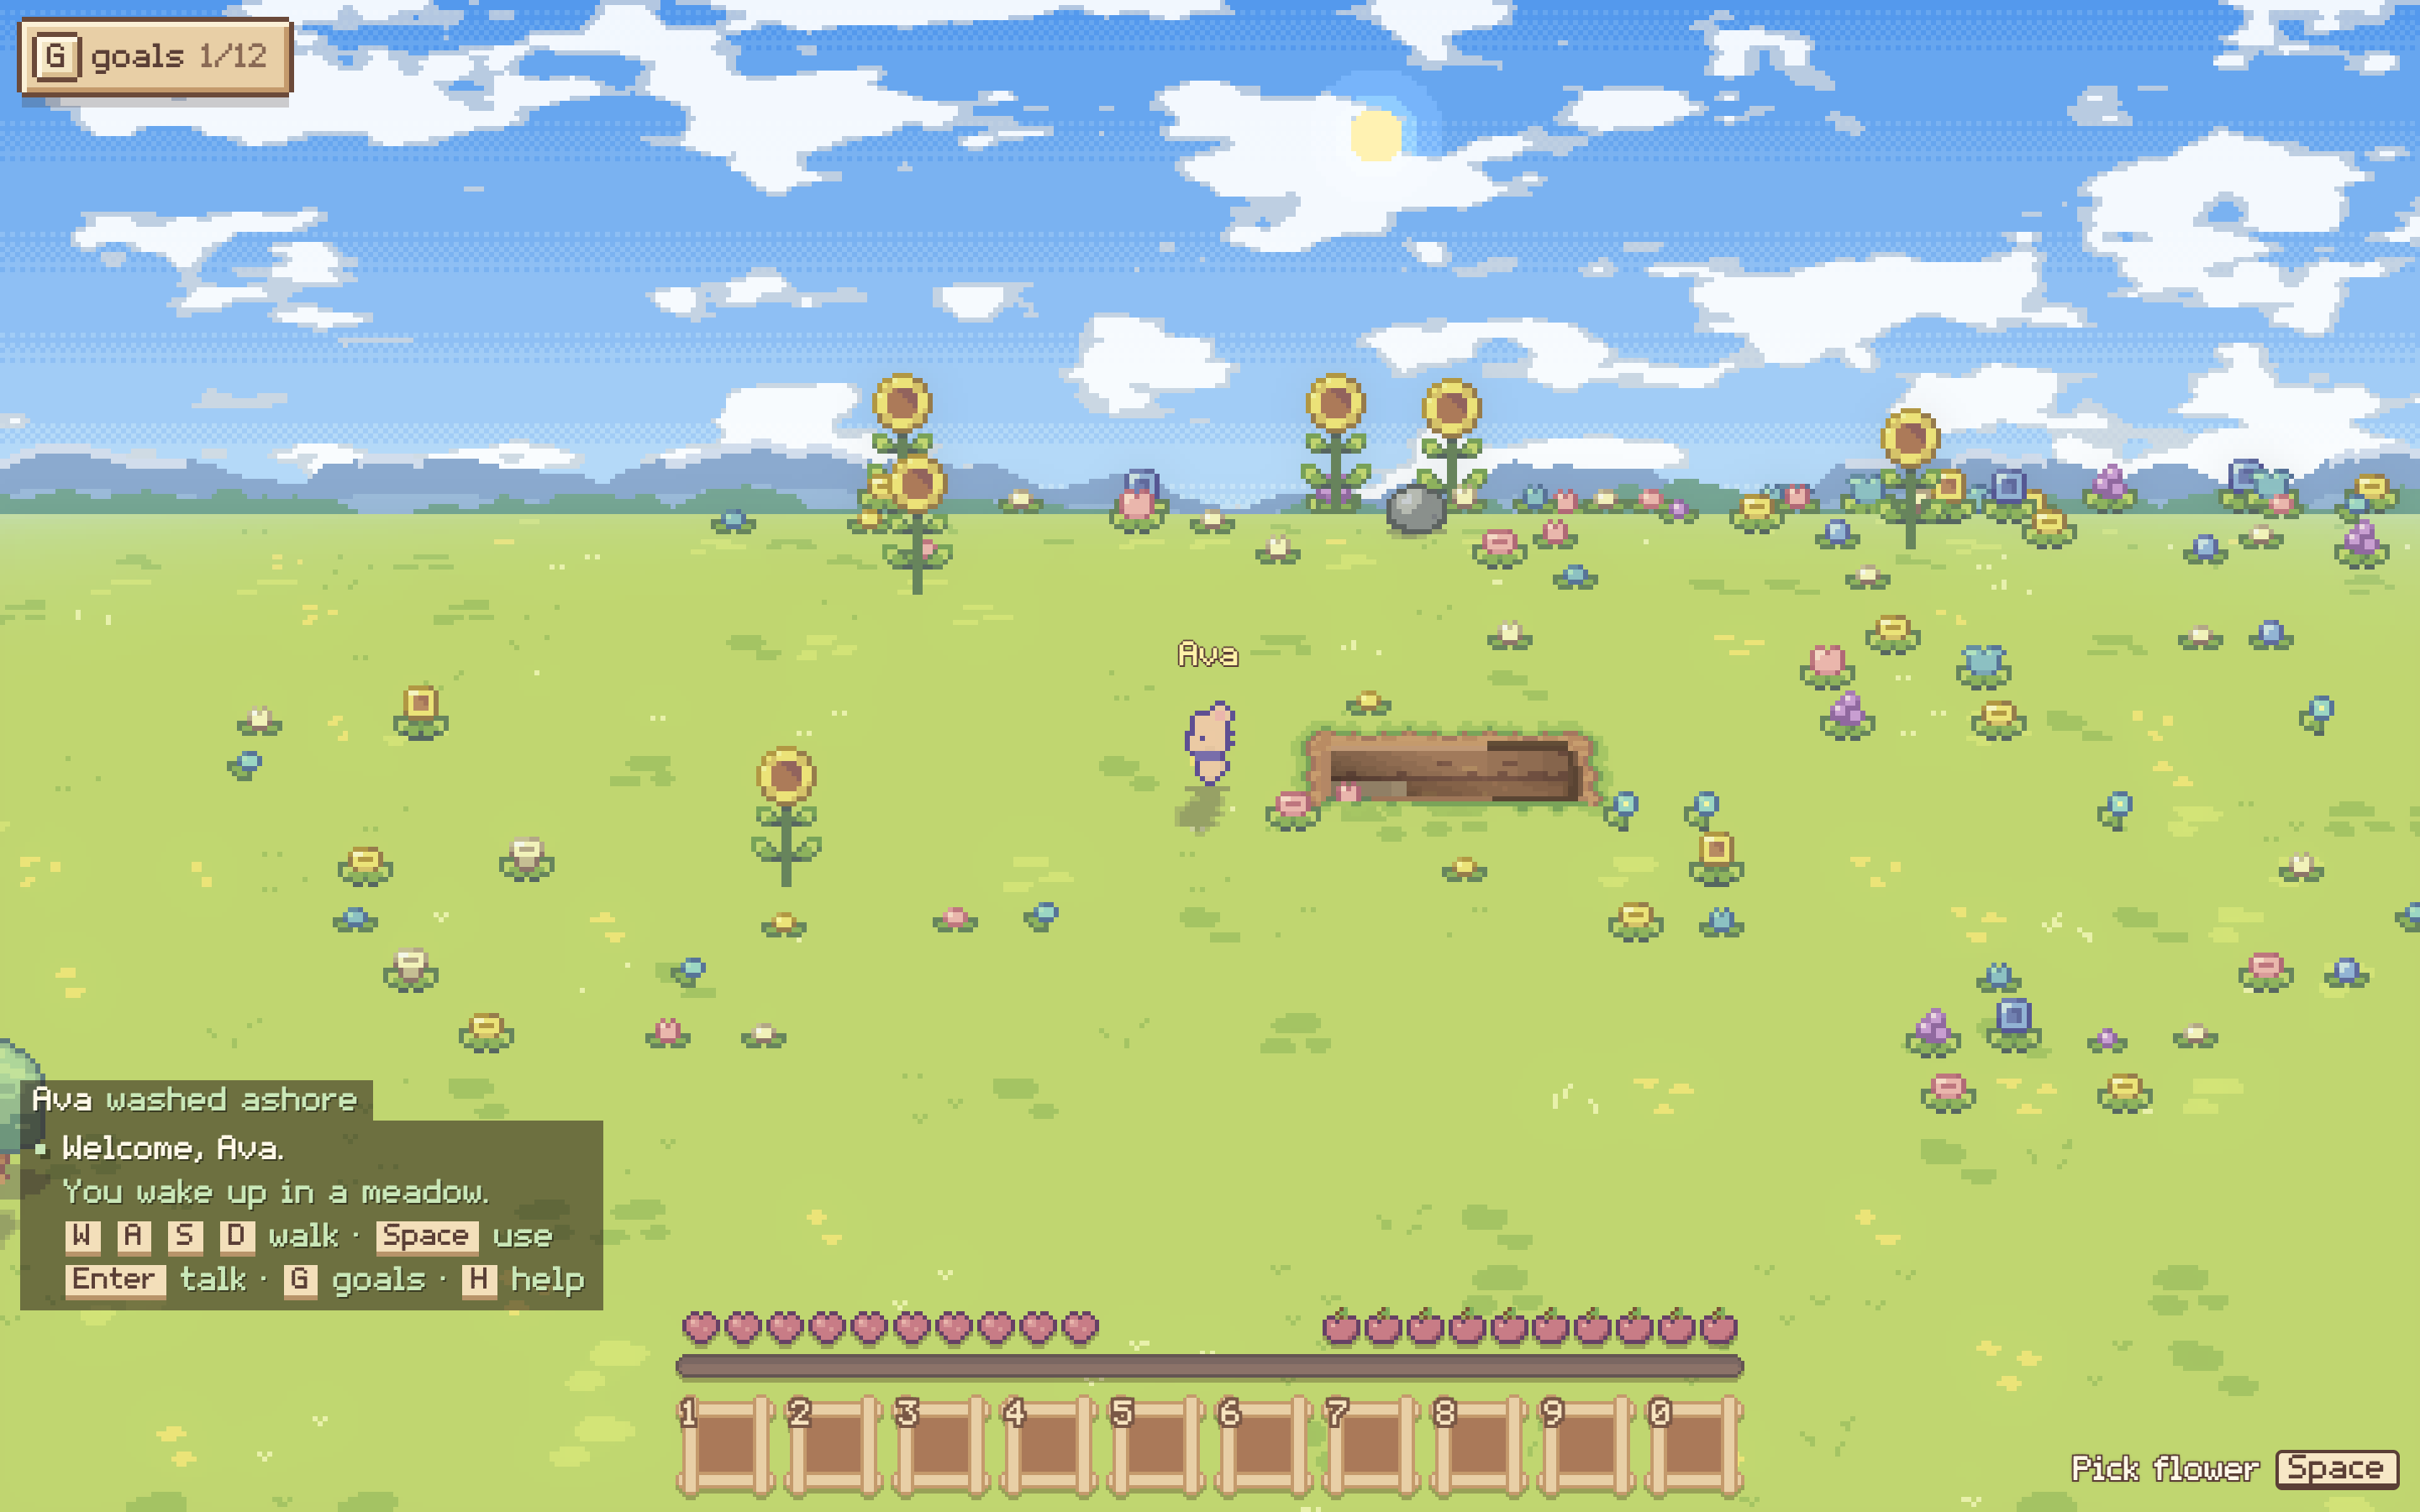 G goals 1/12
Ava
Ava washed ashore
Welcome, Ava.
You wake up in a meadow.
W A S D walk · Space use
Enter talk · G goals · H help
1 2 3 4 5 6 7 8 9 0
Pick flower Space